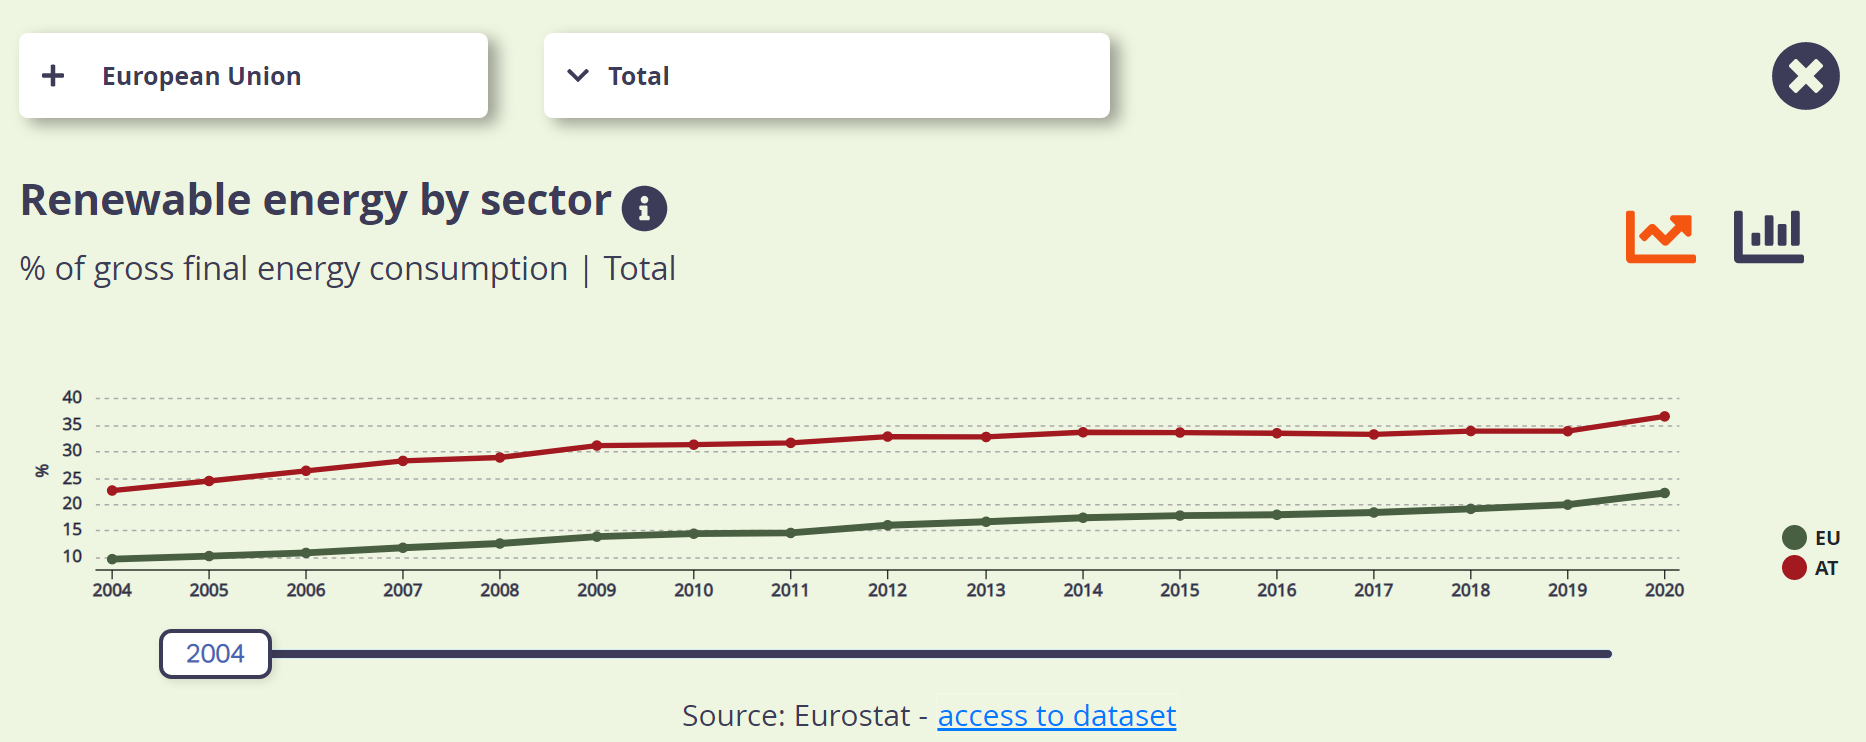 European Union
Total
Renewable energy by sector
% of gross final energy consumption | Total
40
35
30
25
20
15
10
%
2004 2005 2006 2007 2008 2009 2010 2011 2012 2013 2014 2015 2016 2017 2018 2019 2020
EU
AT
2004
Source: Eurostat - access to dataset